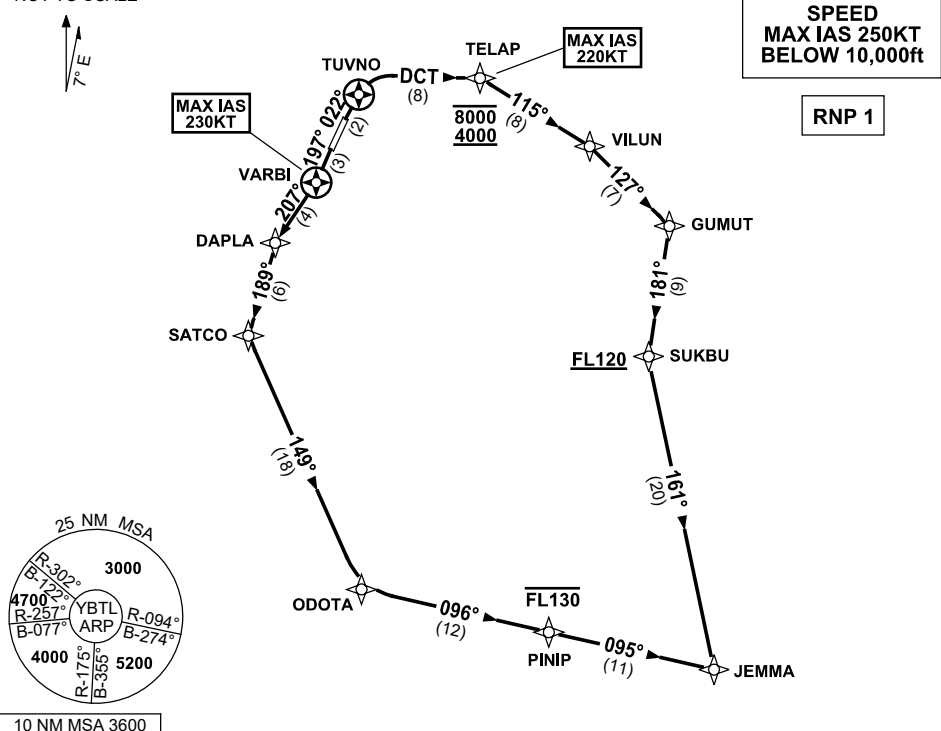 NOT TO SCALE
7° E
SPEED
MAX IAS 250KT
BELOW 10,000ft
RNP 1
TELAP
MAX IAS
220KT
TUVNO
DCT
(8)
8000
4000
115°
(8)
VILUN
127°
(7)
GUMUT
MAX IAS
230KT
197° 022°
(3) (2)
VARBI
207°
(4)
DAPLA
189°
(6)
181°
(9)
SATCO
FL120
SUKBU
149°
(18)
161°
(20)
ODOTA
096°
(12)
FL130
PINIP
095°
(11)
JEMMA
25 NM MSA
3000
R-302°
B-122°
4700
R-257°
B-077°
YBTL
ARP
R-094°
B-274°
4000
R-175°
B-355°
5200
10 NM MSA 3600